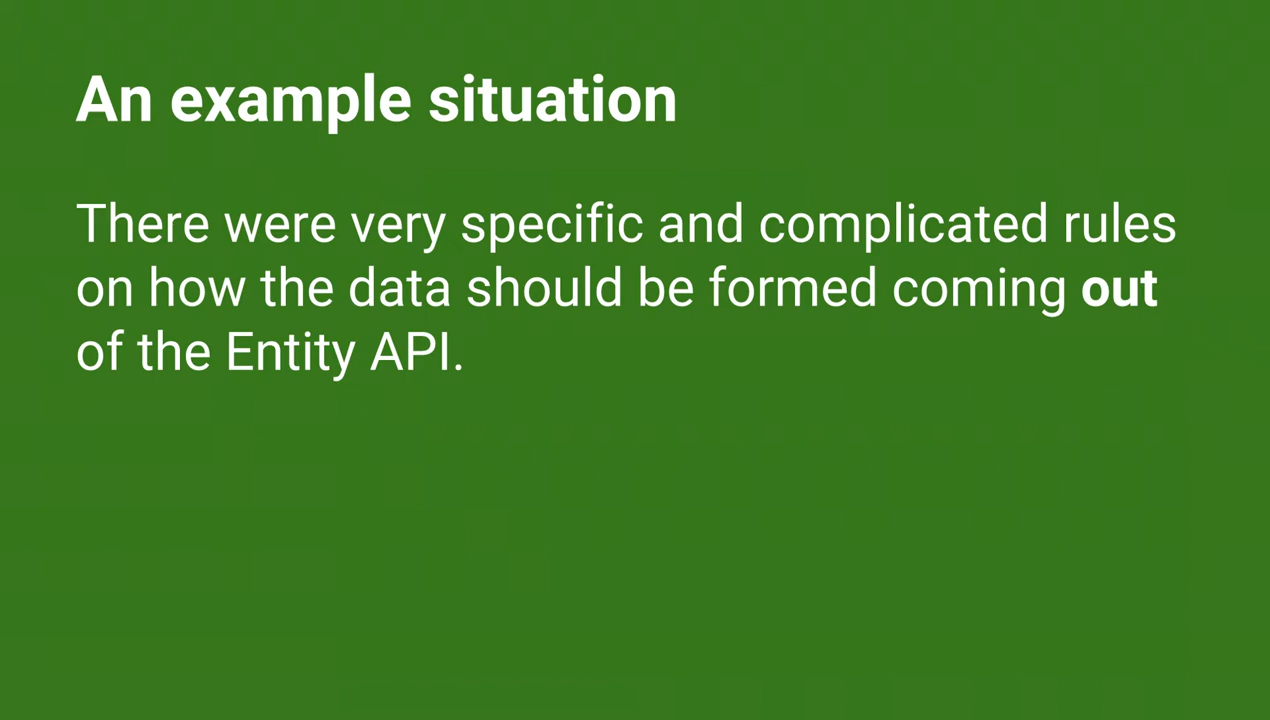 An example situation
There were very specific and complicated rules
on how the data should be formed coming out
of the Entity API.